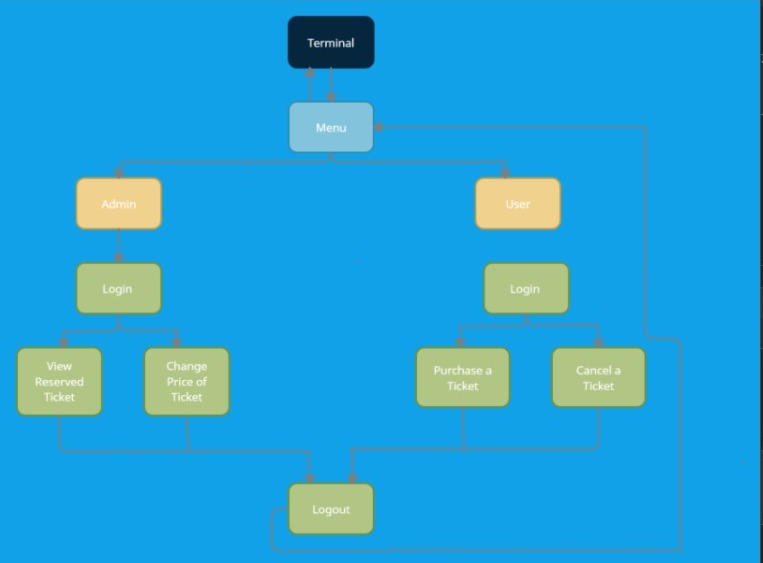 Terminal
Menu
Admin
User
Login
Login
View
Reserved
Ticket
Change
Price of
Ticket
Purchase a
Ticket
Cancel a
Ticket
Logout